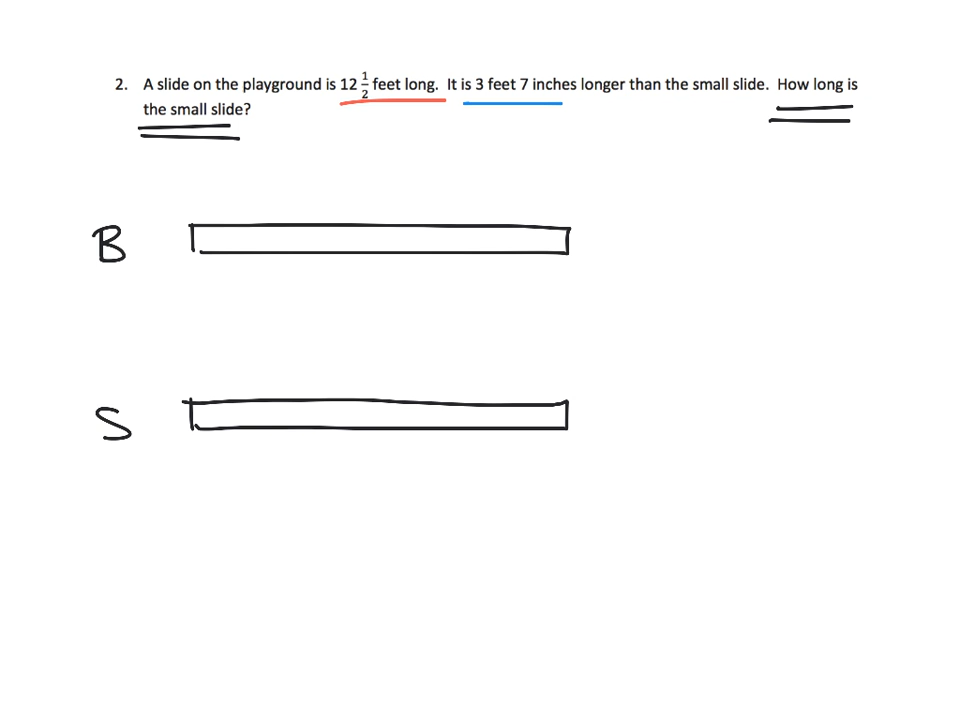 2. A slide on the playground is 12 1/2 feet long. It is 3 feet 7 inches longer than the small slide. How long is
the small slide?
B
S